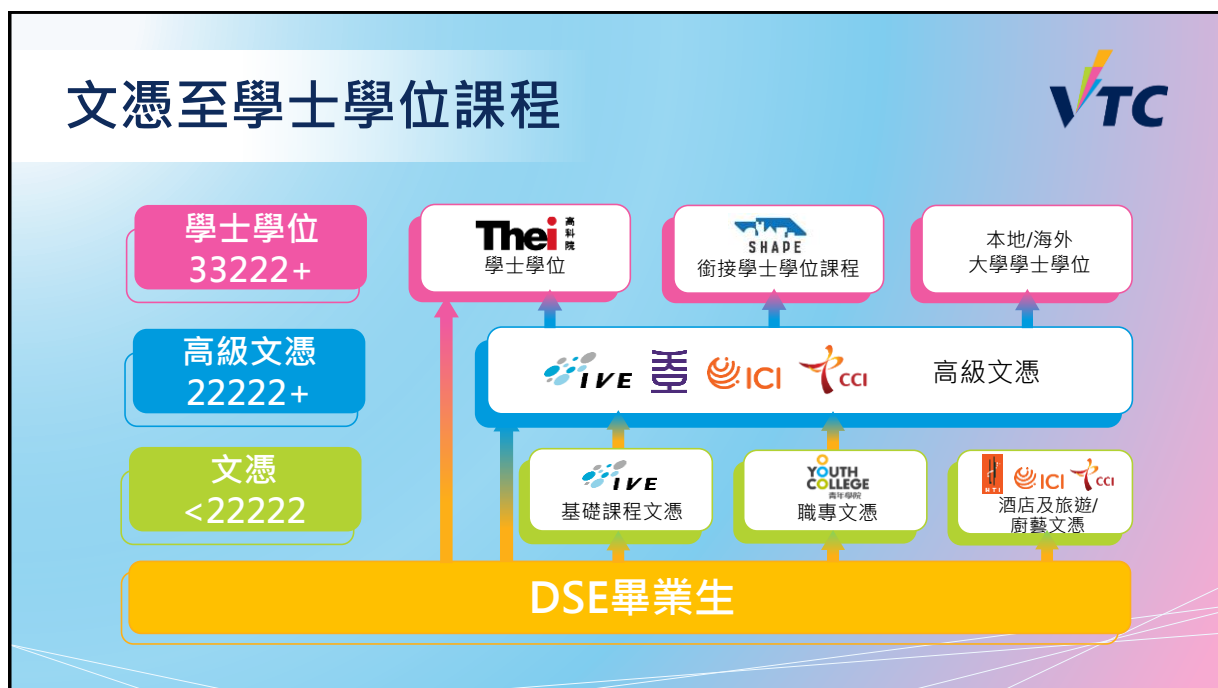 文憑至學士學位課程
VTC
學士學位
33222+
Thei 高科院
學士學位
SHAPE
銜接學士學位課程
本地/海外
大學學士學位
高級文憑
22222+
IVE
ICI
CCI
高級文憑
文憑
<22222
IVE
基礎課程文憑
YOUTH
COLLEGE
青年學院
職專文憑
HTI
ICI
CCI
酒店及旅遊/
廚藝文憑
DSE畢業生